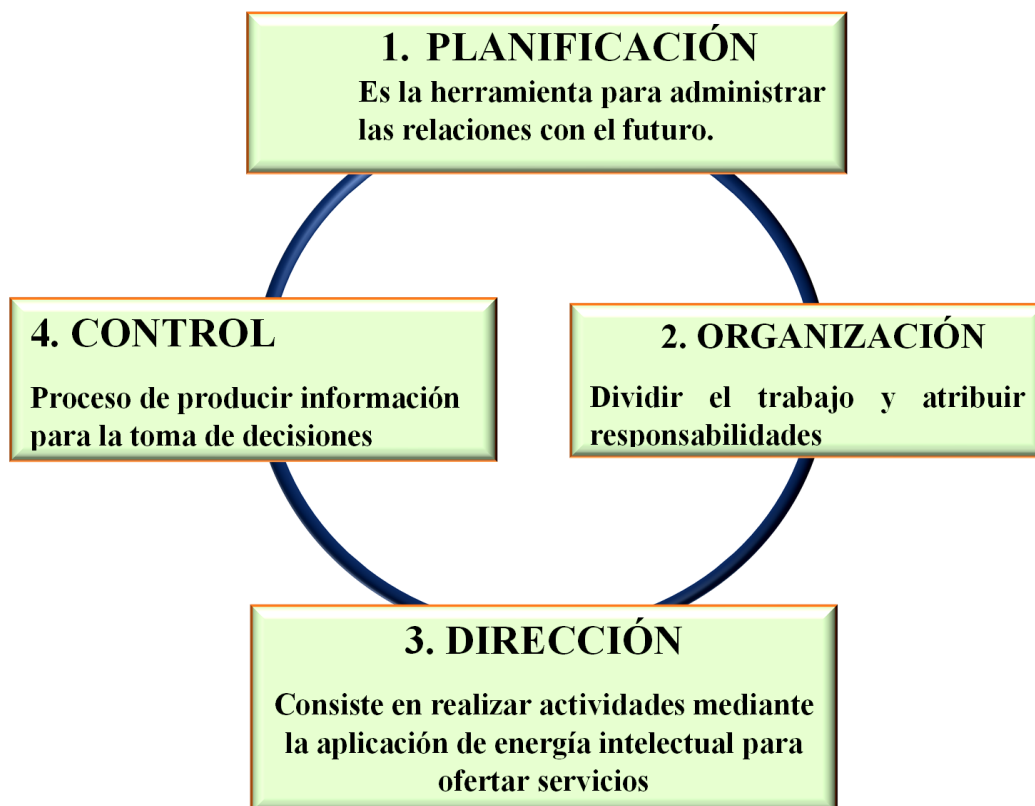 1. PLANIFICACIÓN
Es la herramienta para administrar
las relaciones con el futuro.
4. CONTROL
Proceso de producir información
para la toma de decisiones
2. ORGANIZACIÓN
Dividir el trabajo y atribuir
responsabilidades
3. DIRECCIÓN
Consiste en realizar actividades mediante
la aplicación de energía intelectual para
ofertar servicios